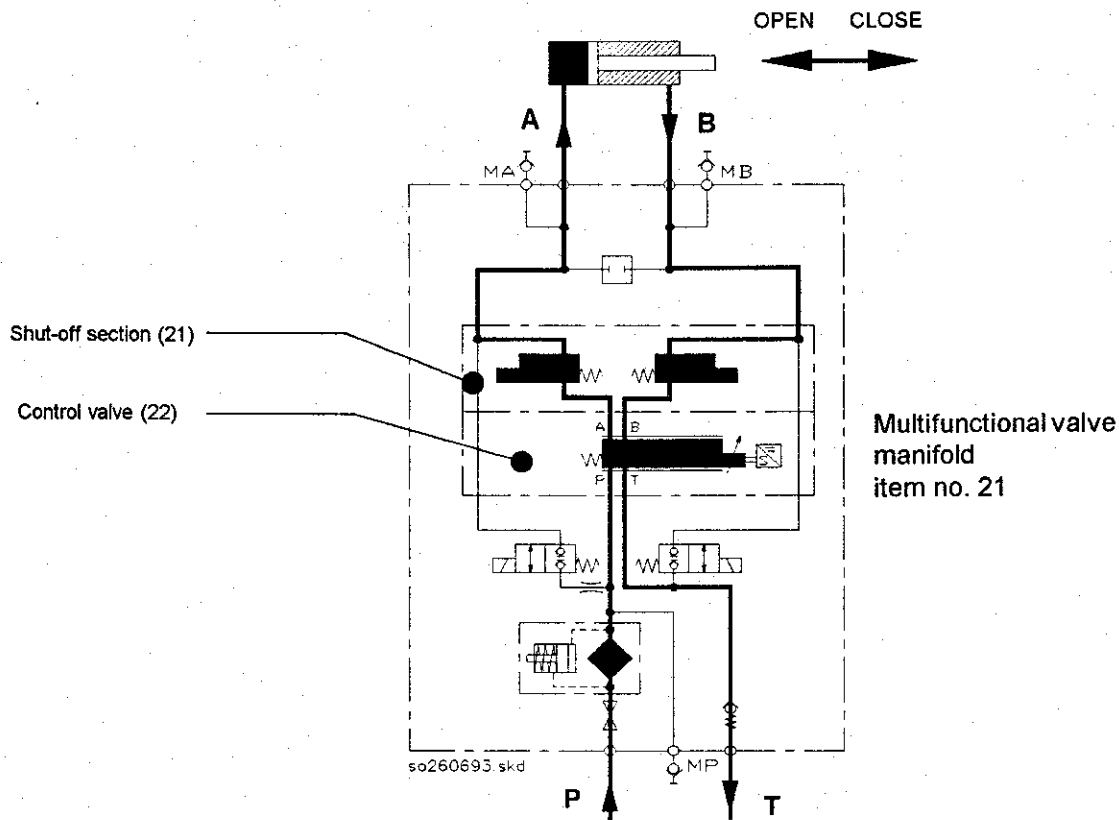 OPEN CLOSE
A B
MA MB
Shut-off section (21)
Control valve (22)
A B
P T
Multifunctional valve
manifold
item no. 21
so260693.skd
MP
P T